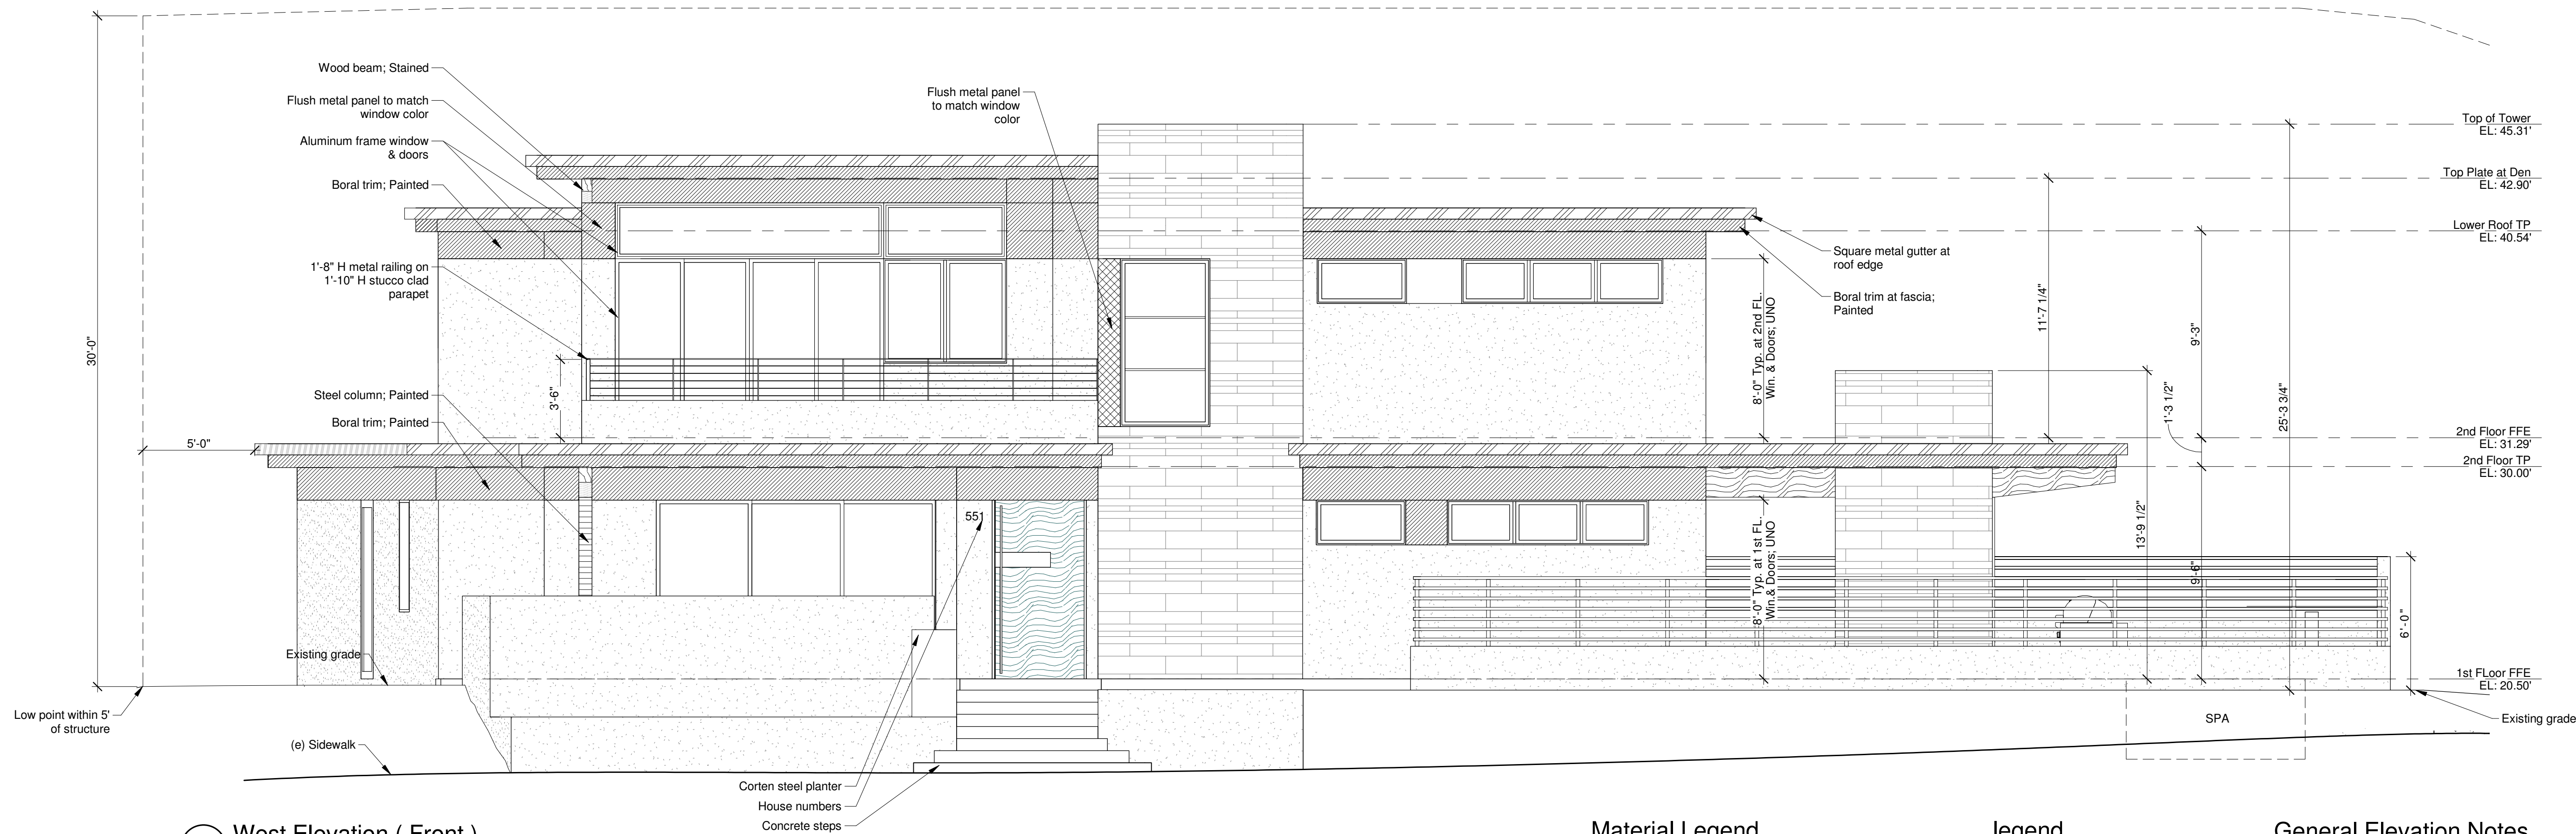 Wood beam; Stained
Flush metal panel to match
window color
Aluminum frame window
& doors
Boral trim; Painted
1'-8" H metal railing on
1'-10" H stucco clad
parapet
Steel column; Painted
Boral trim; Painted
Existing grade
Low point within 5'
of structure
(e) Sidewalk
30'-0"
5'-0"
3'-6"
Flush metal panel
to match window
color
551
Corten steel planter
House numbers
Concrete steps
Square metal gutter at
roof edge
Boral trim at fascia;
Painted
8'-0" Typ. at 2nd FL.
Win. & Doors; UNO
8'-0" Typ. at 1st FL.
Win.& Doors; UNO
11'-7 1/4"
13'-9 1/2"
1'-3 1/2"
9'-3"
9'-6"
25'-3 3/4"
6'-0"
Top of Tower
EL: 45.31'
Top Plate at Den
EL: 42.90'
Lower Roof TP
EL: 40.54'
2nd Floor FFE
EL: 31.29'
2nd Floor TP
EL: 30.00'
1st FLoor FFE
EL: 20.50'
SPA
Existing grade
West Elevation ( Front )
Material Legend
legend
General Elevation Notes